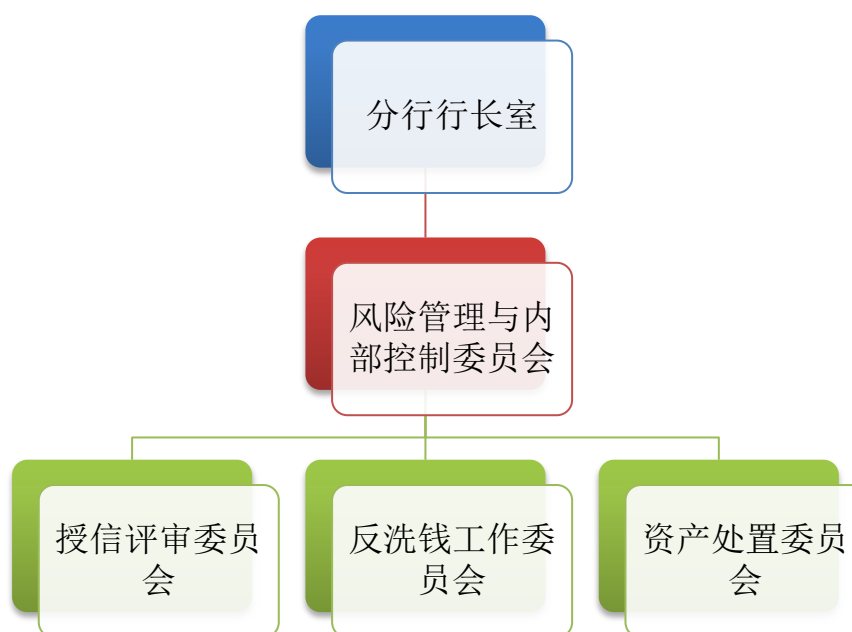 分行行长室
风险管理与内
部控制委员会
授信评审委员
会
反洗钱工作委
员会
资产处置委员
会